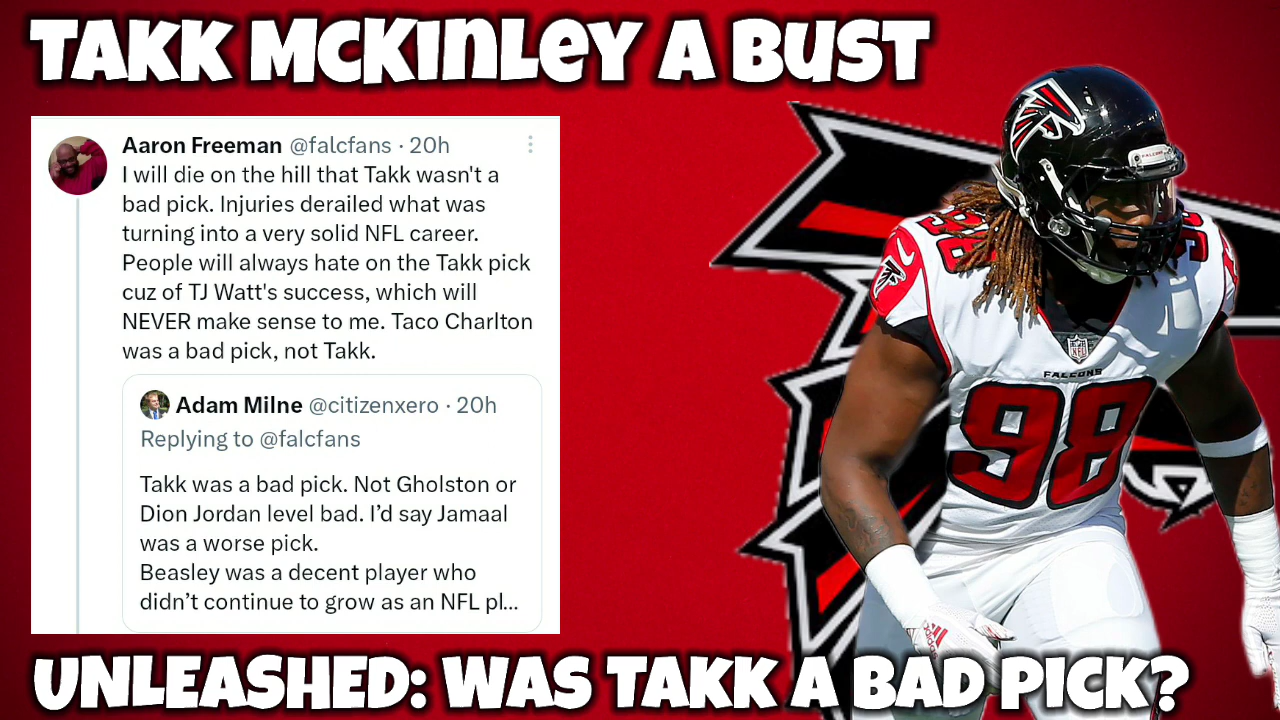 TAKK McKinley A BUST
Aaron Freeman @falcfans · 20h
I will die on the hill that Takk wasn't a
bad pick. Injuries derailed what was
turning into a very solid NFL career.
People will always hate on the Takk pick
cuz of TJ Watt's success, which will
NEVER make sense to me. Taco Charlton
was a bad pick, not Takk.
Adam Milne @citizenxero · 20h
Replying to @falcfans
Takk was a bad pick. Not Gholston or
Dion Jordan level bad. I’d say Jamaal
was a worse pick.
Beasley was a decent player who
didn’t continue to grow as an NFL pl...
FALCONS
98
UNLEASHED: WAS TAKK A BAD PICK?